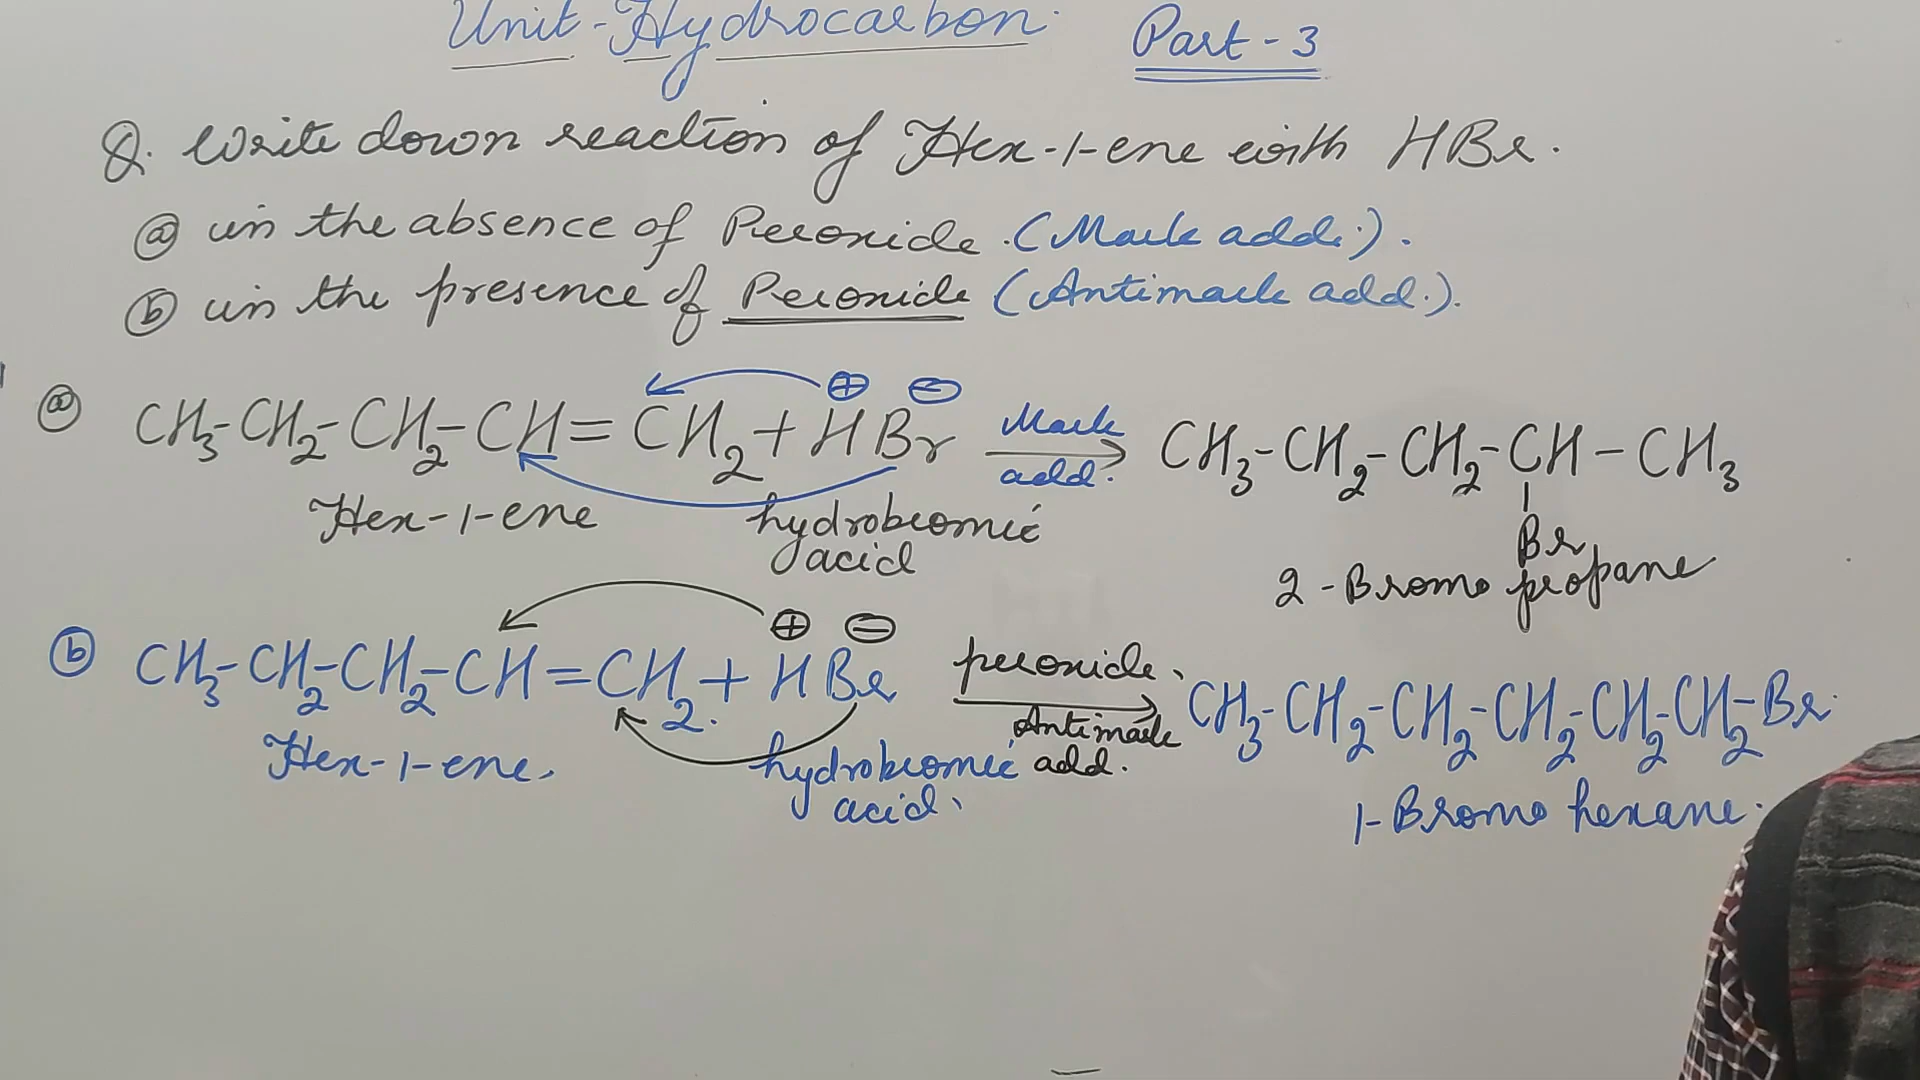 Unit-Hydrocarbon. Part-3
Q. Write down reaction of Hex-1-ene with HBr.
(a) in the absence of Peroxide. (Mark add.).
(b) in the presence of Peroxide (Antimark add.).
(a) CH3-CH2-CH2-CH=CH2+HBr Mark add. CH3-CH2-CH2-CH-CH3
⊕ ⊖
Br
Hex-1-ene hydrobromic acid
2-Bromo propane
(b) CH3-CH2-CH2-CH=CH2.+HBr peroxide. Antimark add. CH3-CH2-CH2-CH2-CH2-CH2-Br.
⊕ ⊖
Hex-1-ene. hydrobromic acid.
1-Bromo hexane.